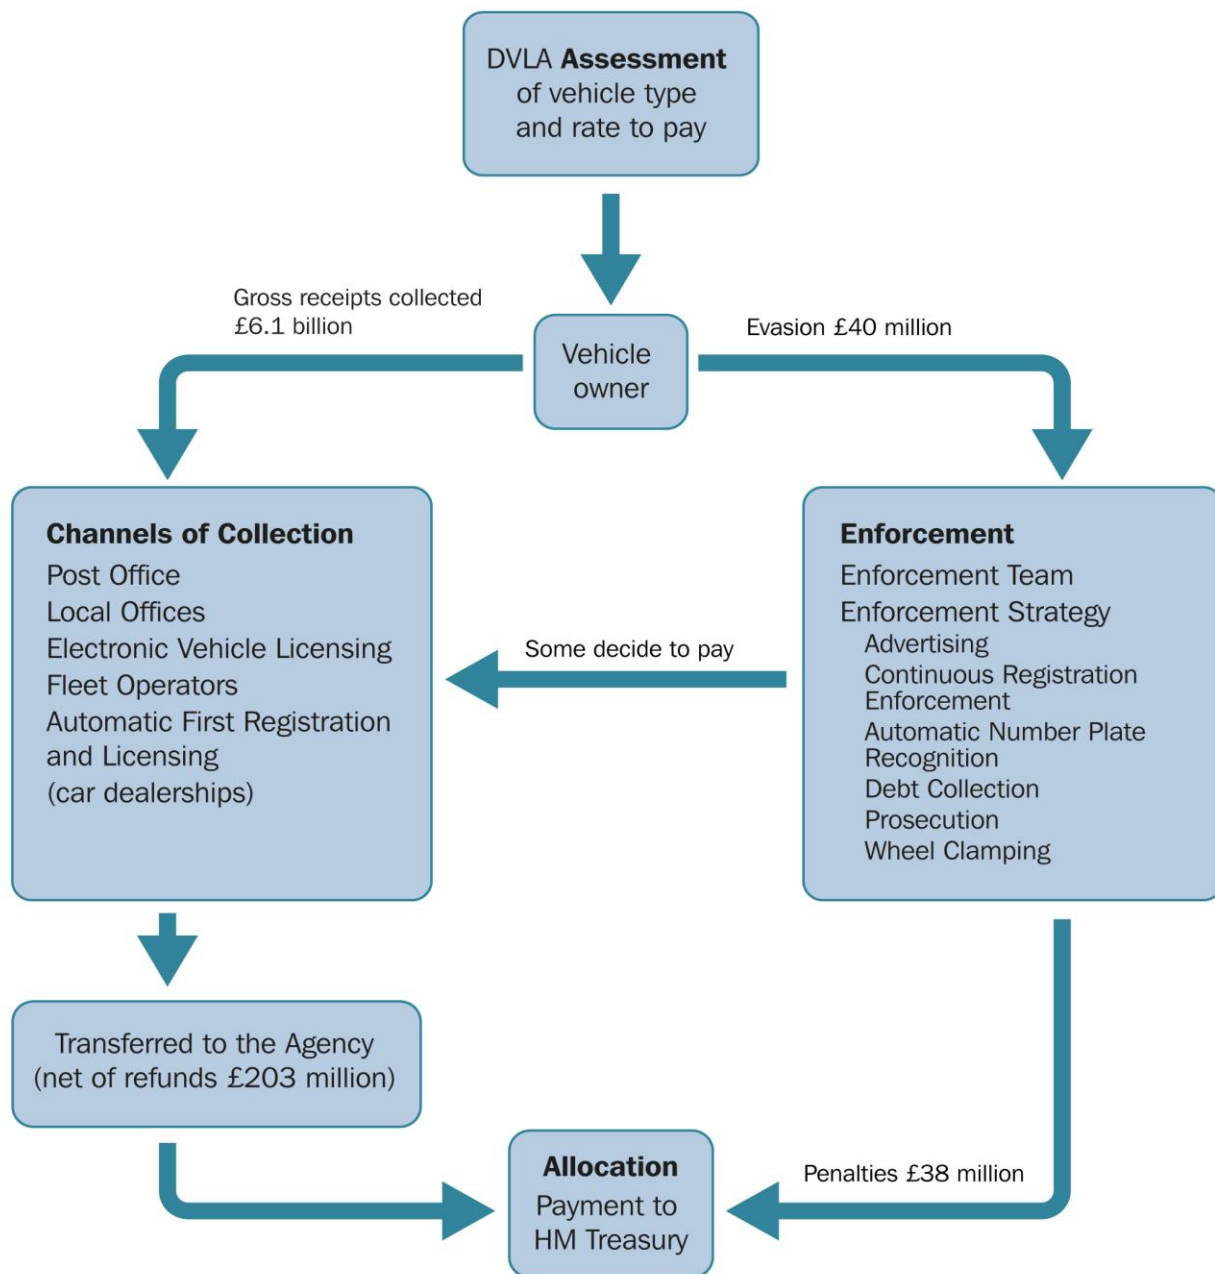 DVLA Assessment
of vehicle type
and rate to pay
Gross receipts collected
£6.1 billion
Vehicle
owner
Evasion £40 million
Channels of Collection
Post Office
Local Offices
Electronic Vehicle Licensing
Fleet Operators
Automatic First Registration
and Licensing
(car dealerships)
Some decide to pay
Enforcement
Enforcement Team
Enforcement Strategy
Advertising
Continuous Registration
Enforcement
Automatic Number Plate
Recognition
Debt Collection
Prosecution
Wheel Clamping
Transferred to the Agency
(net of refunds £203 million)
Allocation
Payment to
HM Treasury
Penalties £38 million